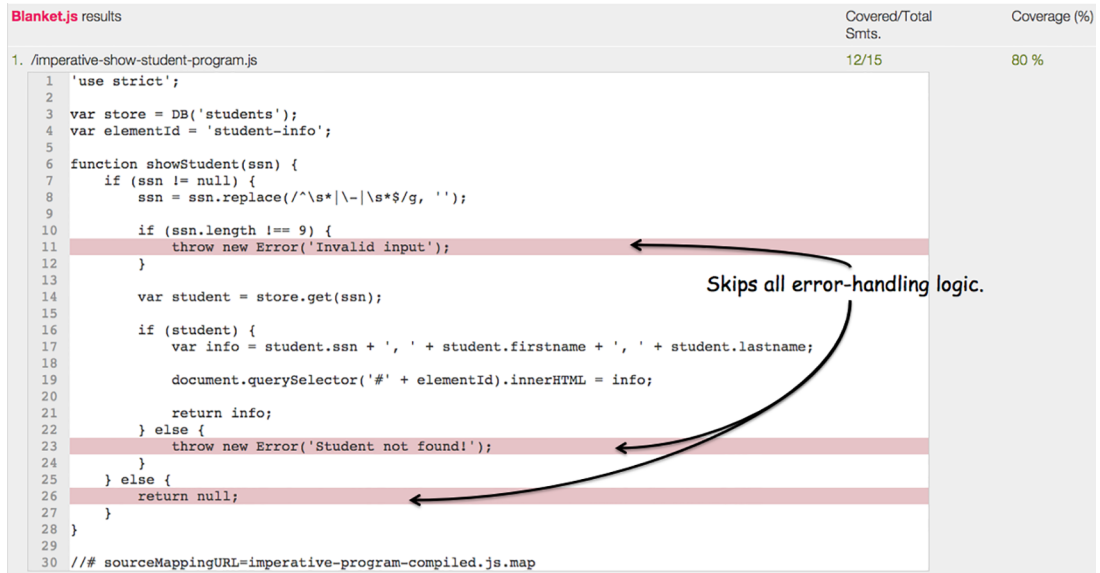 Blanket.js results Covered/Total Smts. Coverage (%)
1. /imperative-show-student-program.js 12/15 80 %
1 'use strict';
2
3 var store = DB('students');
4 var elementId = 'student-info';
5
6 function showStudent(ssn) {
7     if (ssn != null) {
8         ssn = ssn.replace(/^\s*|\-|\s*$/g, '');
9
10         if (ssn.length !== 9) {
11             throw new Error('Invalid input');
12         }
13
Skips all error-handling logic.
14         var student = store.get(ssn);
15
16         if (student) {
17             var info = student.ssn + ', ' + student.firstname + ', ' + student.lastname;
18
19             document.querySelector('#' + elementId).innerHTML = info;
20
21             return info;
22         } else {
23             throw new Error('Student not found!');
24         }
25     } else {
26         return null;
27     }
28 }
29
30 //# sourceMappingURL=imperative-program-compiled.js.map